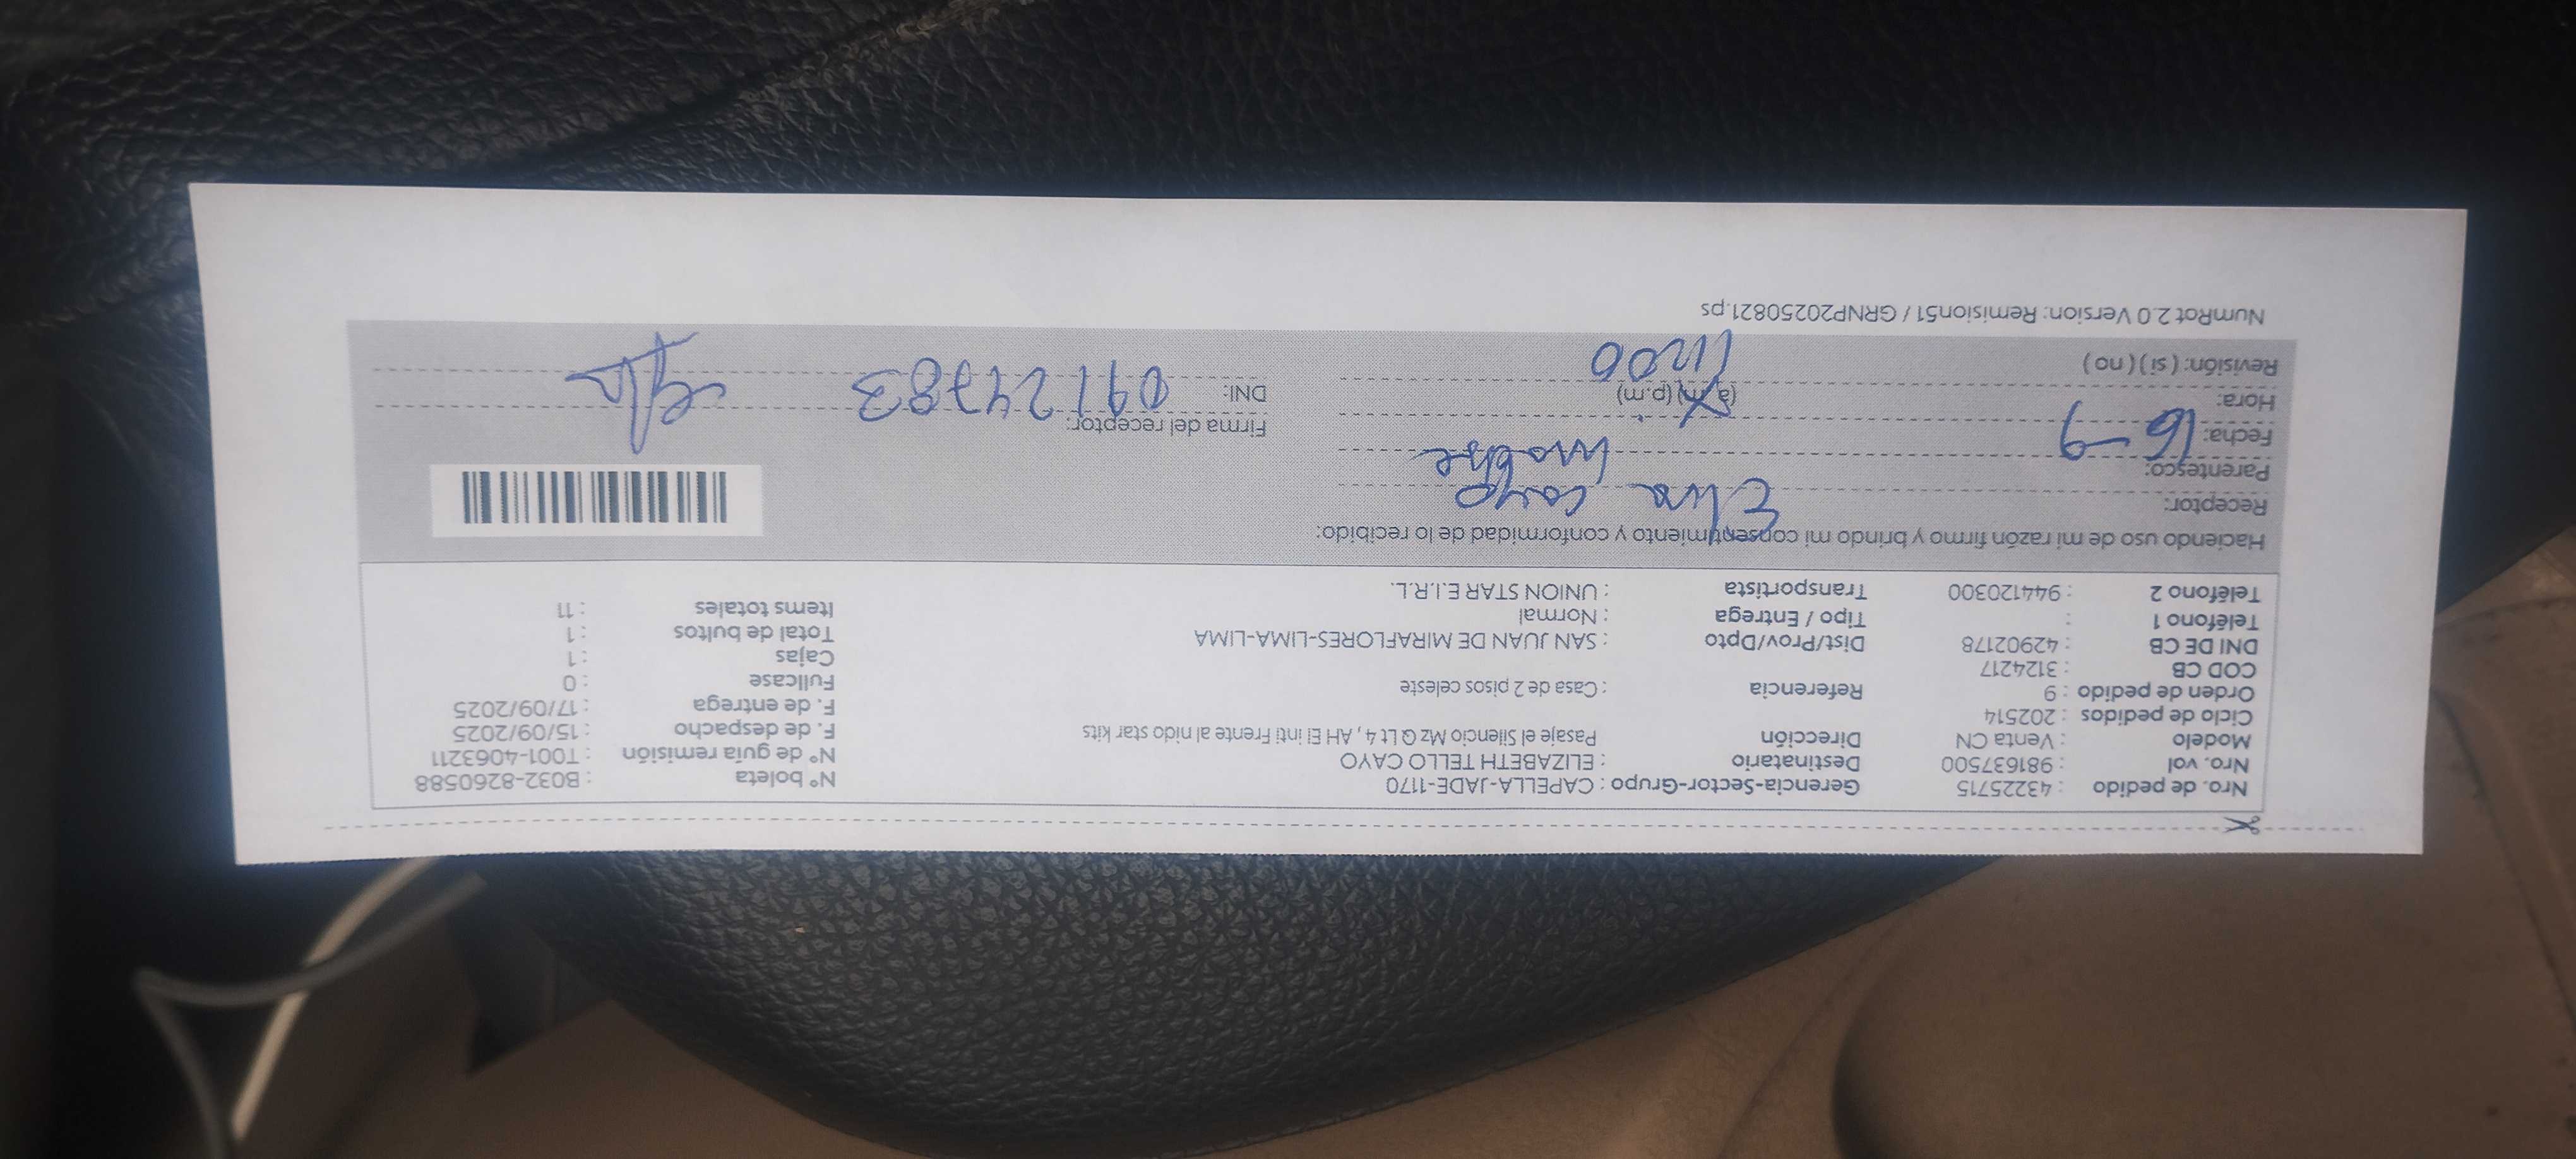 Nro. de pedido : 43225715 Gerencia-Sector-Grupo : CAPELLA-JADE-1170 N° boleta : B032-8260588
Nro. vol : 981637500 Destinatario : ELIZABETH TELLO CAYO N° de guía remisión : T001-4063211
Modelo : Venta CN Dirección Pasaje el Silencio Mz Q Lt 4 , AH El inti Frente al nido star kits F. de despacho : 15/09/2025
Ciclo de pedidos : 202514 F. de entrega : 17/09/2025
Orden de pedido : 9 Referencia : Casa de 2 pisos celeste Fullcase : 0
COD CB : 3124217 Cajas : 1
DNI DE CB : 42902178 Dist/Prov/Dpto : SAN JUAN DE MIRAFLORES-LIMA-LIMA Total de bultos : 1
Teléfono 1 : Tipo / Entrega : Normal Items totales : 11
Teléfono 2 : 944120300 Transportista : UNION STAR E.I.R.L.
Haciendo uso de mi razón firmo y brindo mi consentimiento y conformidad de lo recibido:
Receptor: Elva Cayo
Parentesco: madre
Fecha: 16-9 Firma del receptor:
Hora: (a.m) (p.m) DNI: 09124783
Revisión: ( si ) ( no ) 11:00
NumRot 2.0 Version: Remision51 / GRNP20250821.ps